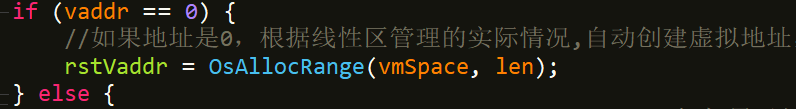 if (vaddr == 0) {
//如果地址是0，根据线性区管理的实际情况,自动创建虚拟地址
rstVaddr = OsAllocRange(vmSpace, len);
} else {